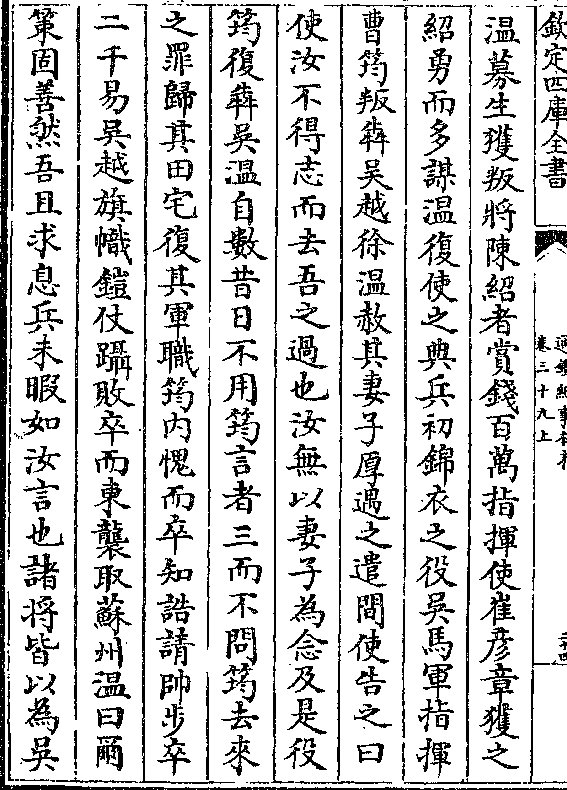 欽定四庫全書
通鑑紀事本末
卷三十九上
溫募生獲叛將陳紹者賞錢百萬指揮使崔彥章獲之
紹勇而多謀溫復使之典兵初錦衣之役吳馬軍指揮
曹筠叛犇吳越徐溫赦其妻子厚遇之遣間使告之曰
使汝不得志而去吾之過也汝無以妻子為念及是役
筠復犇吳溫自數昔日不用筠言者三而不問筠去來
之罪歸其田宅復其軍職筠內愧而卒知誥請帥步卒
二千易吳越旗幟鎧仗躡敗卒而東襲取蘇州溫曰爾
策固善然吾且求息兵未暇如汝言也諸將皆以為吳